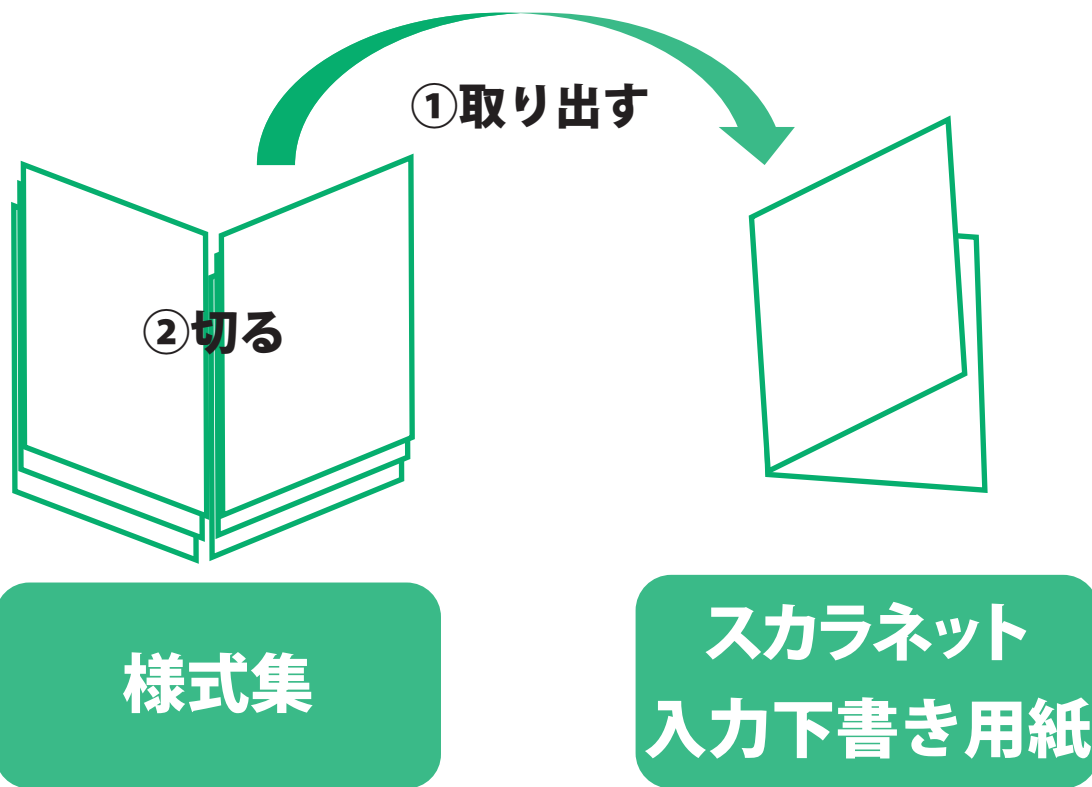 ①取り出す
②切る
様式集
スカラネット
入力下書き用紙